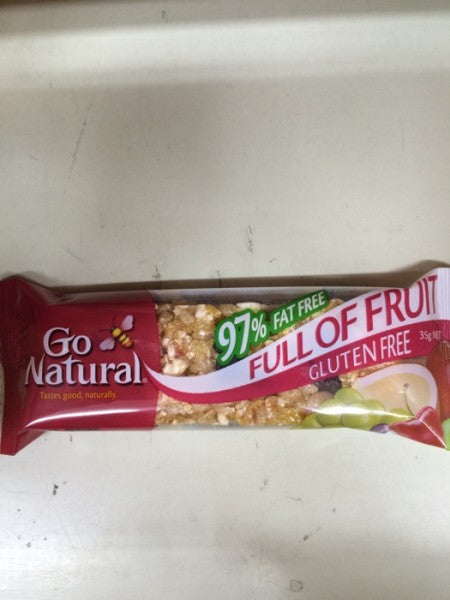 Go
Natural
Tastes good, naturally.
97% FAT FREE
FULL OF FRUIT
GLUTEN FREE
35g NET